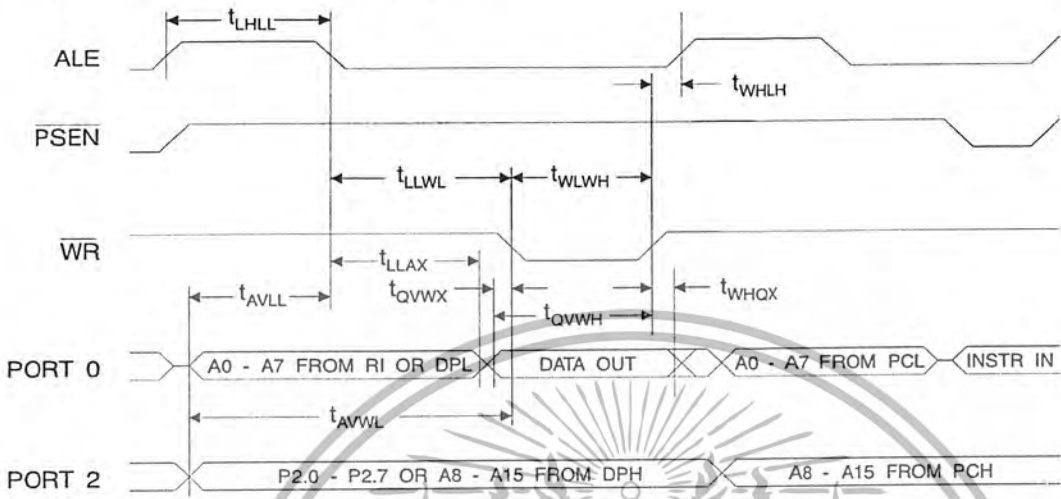 tLHLL
ALE
tWHLH
PSEN
tLLWL
tWLWH
WR
tLLAX
tAVLL
tQVWX
tWHQX
tQVWH
PORT 0
A0 - A7 FROM RI OR DPL
DATA OUT
A0 - A7 FROM PCL
INSTR IN
tAVWL
PORT 2
P2.0 - P2.7 OR A8 - A15 FROM DPH
A8 - A15 FROM PCH